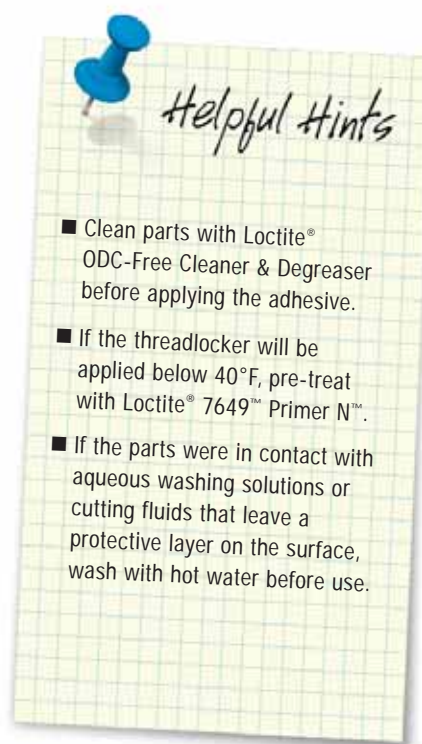 Helpful Hints
■ Clean parts with Loctite®
ODC-Free Cleaner & Degreaser
before applying the adhesive.
■ If the threadlocker will be
applied below 40°F, pre-treat
with Loctite® 7649™ Primer N™.
■ If the parts were in contact with
aqueous washing solutions or
cutting fluids that leave a
protective layer on the surface,
wash with hot water before use.